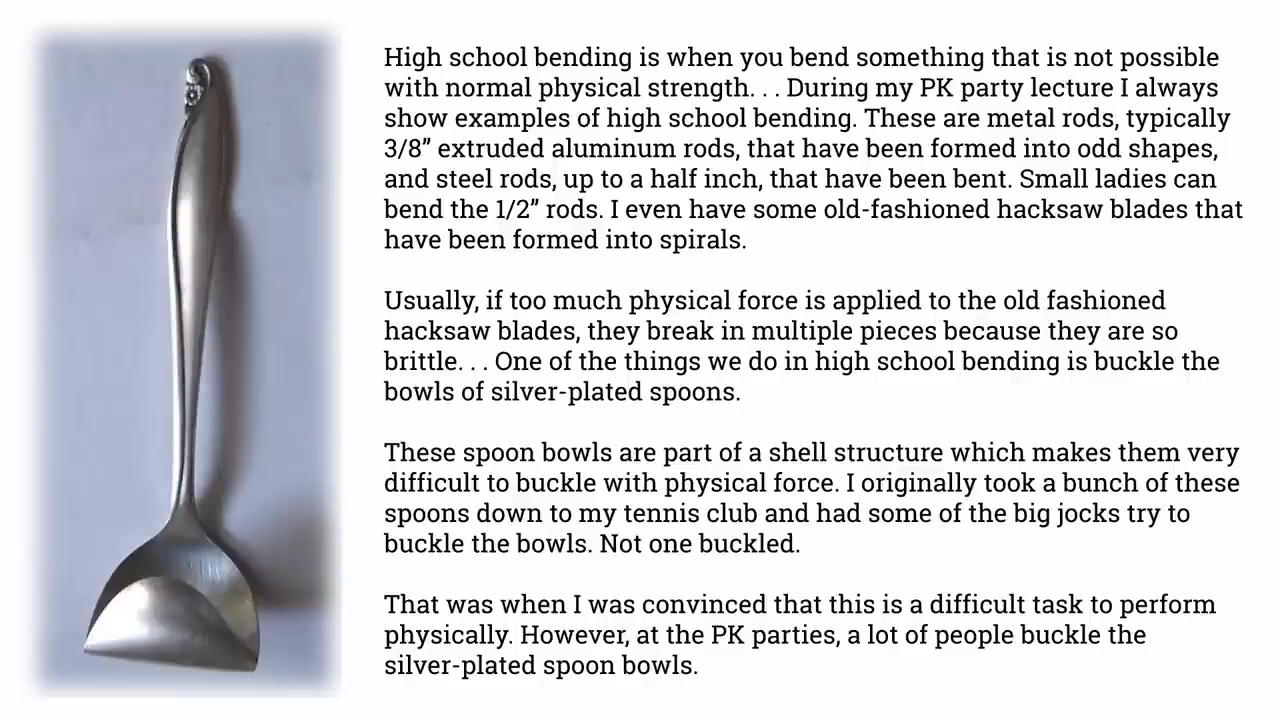 High school bending is when you bend something that is not possible
with normal physical strength. . . During my PK party lecture I always
show examples of high school bending. These are metal rods, typically
3/8” extruded aluminum rods, that have been formed into odd shapes,
and steel rods, up to a half inch, that have been bent. Small ladies can
bend the 1/2” rods. I even have some old-fashioned hacksaw blades that
have been formed into spirals.
Usually, if too much physical force is applied to the old fashioned
hacksaw blades, they break in multiple pieces because they are so
brittle. . . One of the things we do in high school bending is buckle the
bowls of silver-plated spoons.
These spoon bowls are part of a shell structure which makes them very
difficult to buckle with physical force. I originally took a bunch of these
spoons down to my tennis club and had some of the big jocks try to
buckle the bowls. Not one buckled.
That was when I was convinced that this is a difficult task to perform
physically. However, at the PK parties, a lot of people buckle the
silver-plated spoon bowls.